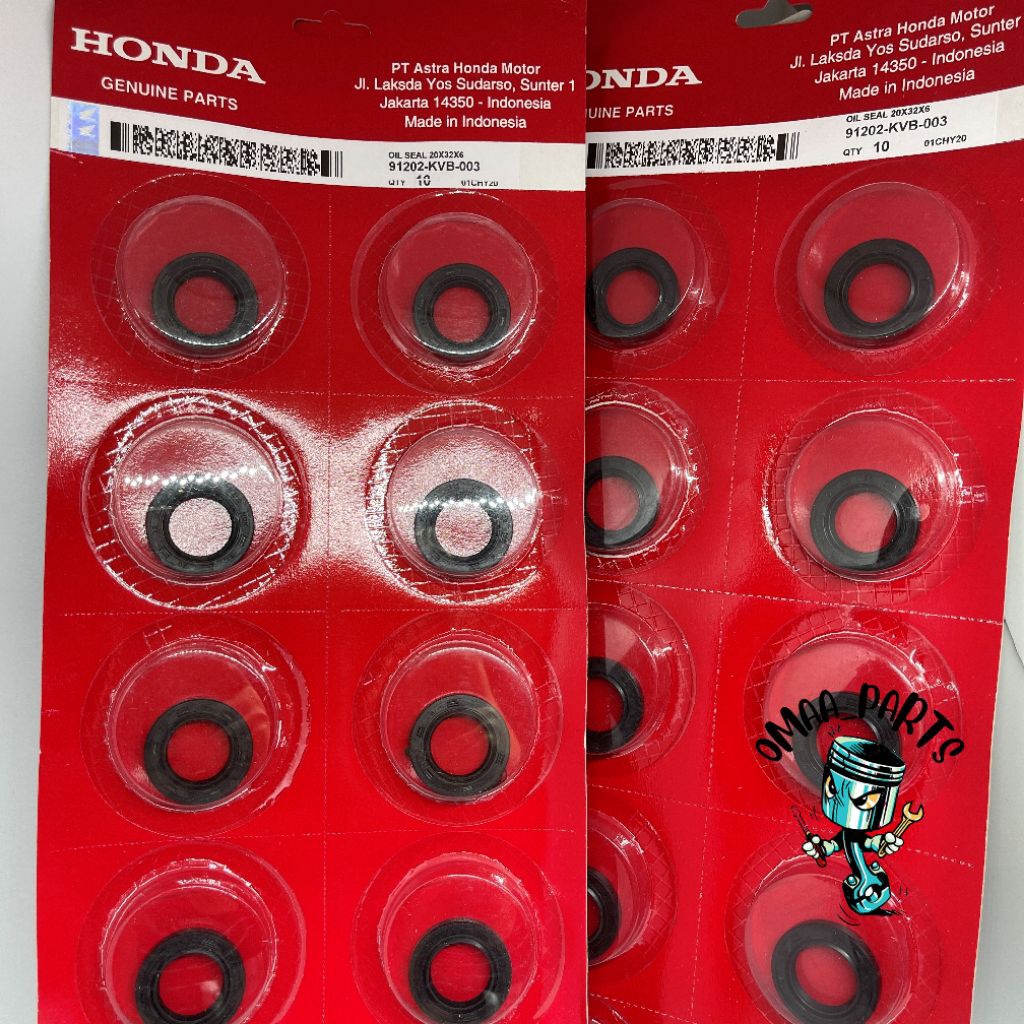 HONDA
GENUINE PARTS
PT Astra Honda Motor
Jl. Laksda Yos Sudarso, Sunter 1
Jakarta 14350 - Indonesia
Made in Indonesia
OIL SEAL 20X32X6
91202-KVB-003
QTY 10 01CHY20
ONDA
UINE PARTS
PT Astra Honda Motor
Jl. Laksda Yos Sudarso, Sunter
Jakarta 14350 - Indonesia
Made in Indonesia
OIL SEAL 20X32X6
91202-KVB-003
QTY 10 01CHY20
OMAA PARTS